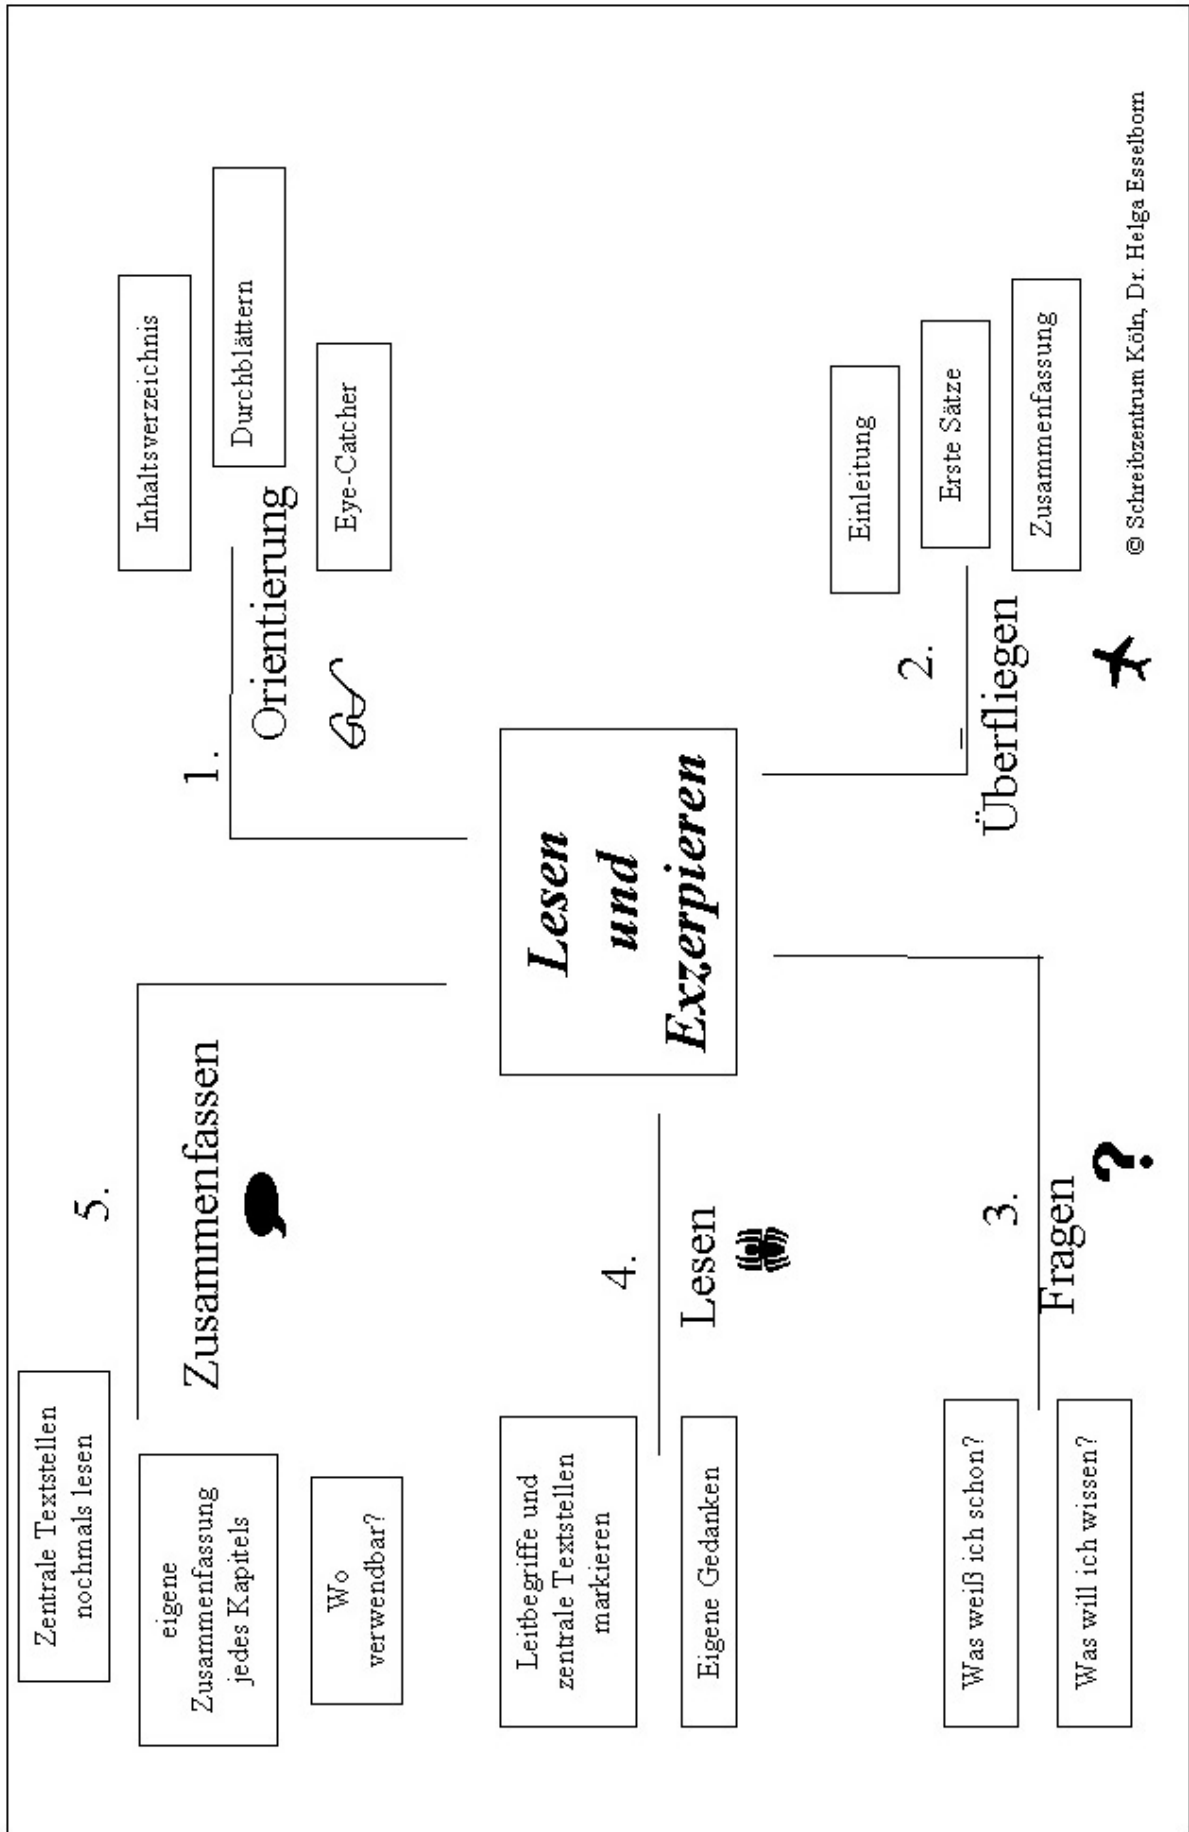 Lesen
und
Exzerpieren
1.
Orientierung
Inhaltsverzeichnis
Durchblättern
Eye-Catcher
2.
Überfliegen
Einleitung
Erste Sätze
Zusammenfassung
3.
Fragen
?
Was weiß ich schon?
Was will ich wissen?
4.
Lesen
Leitbegriffe und
zentrale Textstellen
markieren
Eigene Gedanken
5.
Zusammenfassen
Zentrale Textstellen
nochmals lesen
eigene
Zusammenfassung
jedes Kapitels
Wo
verwendbar?
© Schreibzentrum Köln, Dr. Helga Esselborn